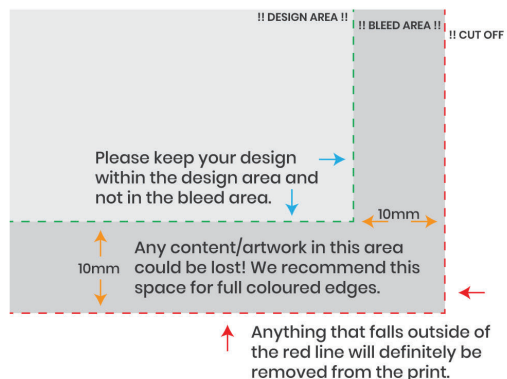 !! DESIGN AREA !!
!! BLEED AREA !!
!! CUT OFF
Please keep your design
within the design area and
not in the bleed area.
10mm
10mm
Any content/artwork in this area
could be lost! We recommend this
space for full coloured edges.
Anything that falls outside of
the red line will definitely be
removed from the print.